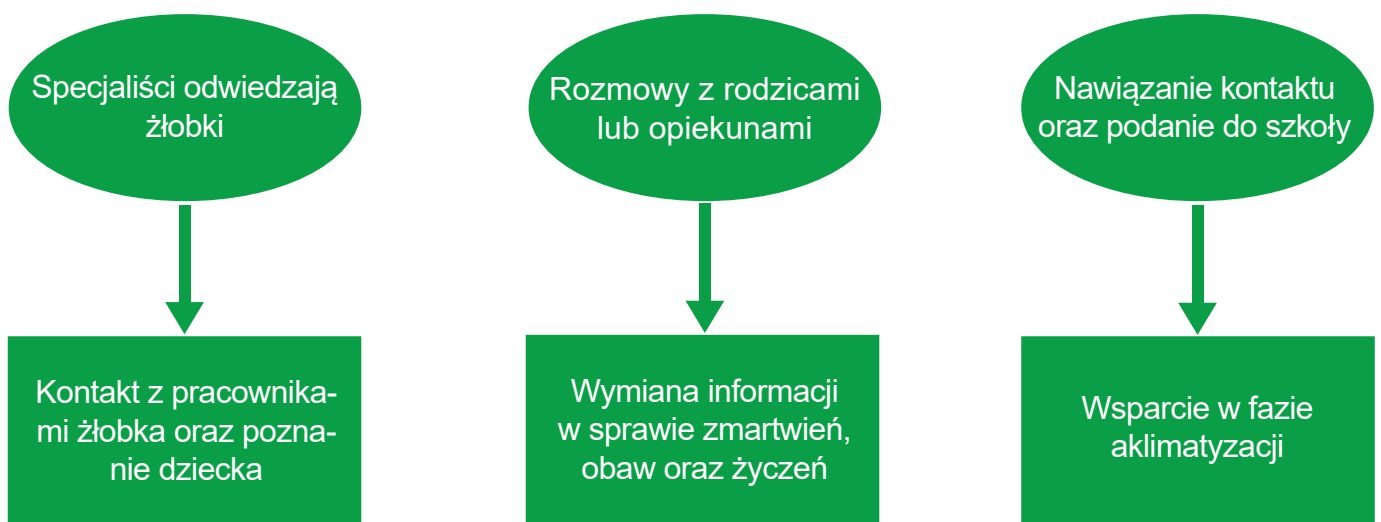 Specjaliści odwiedzają
żłobki
Rozmowy z rodzicami
lub opiekunami
Nawiązanie kontaktu
oraz podanie do szkoły
Kontakt z pracownika-
mi żłobka oraz pozna-
nie dziecka
Wymiana informacji
w sprawie zmartwień,
obaw oraz życzeń
Wsparcie w fazie
aklimatyzacji